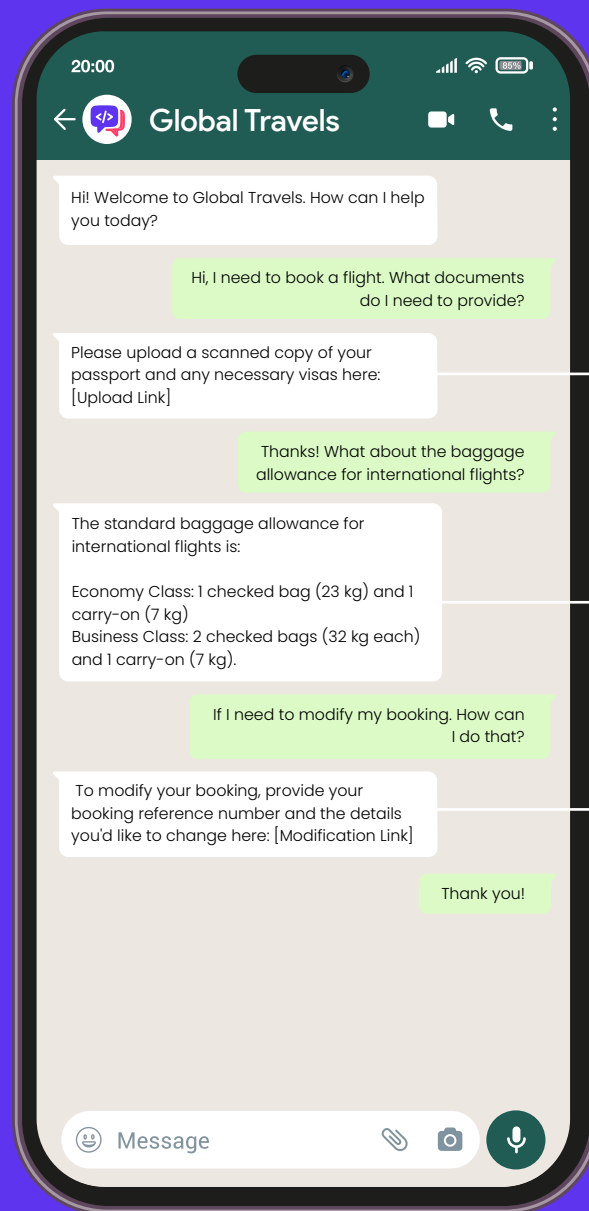 20:00
85%
</>
Global Travels
Hi! Welcome to Global Travels. How can I help
you today?
Hi, I need to book a flight. What documents
do I need to provide?
Please upload a scanned copy of your
passport and any necessary visas here:
[Upload Link]
Thanks! What about the baggage
allowance for international flights?
The standard baggage allowance for
international flights is:
Economy Class: 1 checked bag (23 kg) and 1
carry-on (7 kg)
Business Class: 2 checked bags (32 kg each)
and 1 carry-on (7 kg).
If I need to modify my booking. How can
I do that?
To modify your booking, provide your
booking reference number and the details
you'd like to change here: [Modification Link]
Thank you!
Message